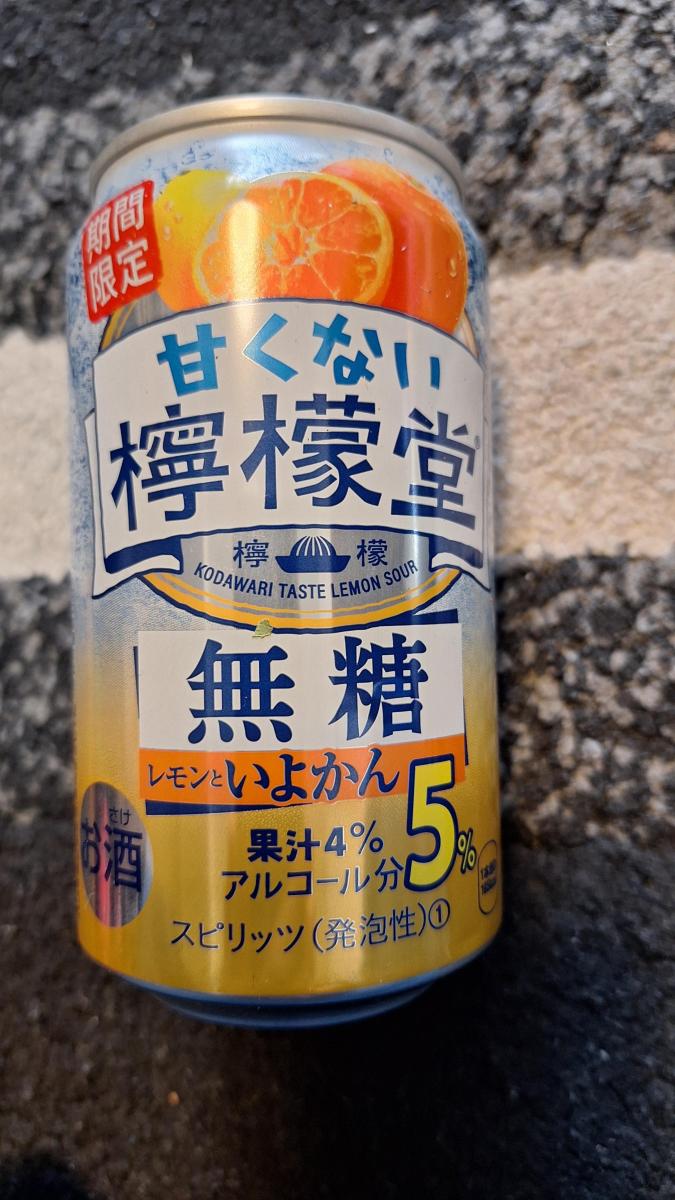 期間
限定
甘くない
檸檬堂
檸 檬
KODAWARI TASTE LEMON SOUR
無糖
レモンといよかん
果汁4%
アルコール分5%
さけ
お酒
スピリッツ(発泡性)①